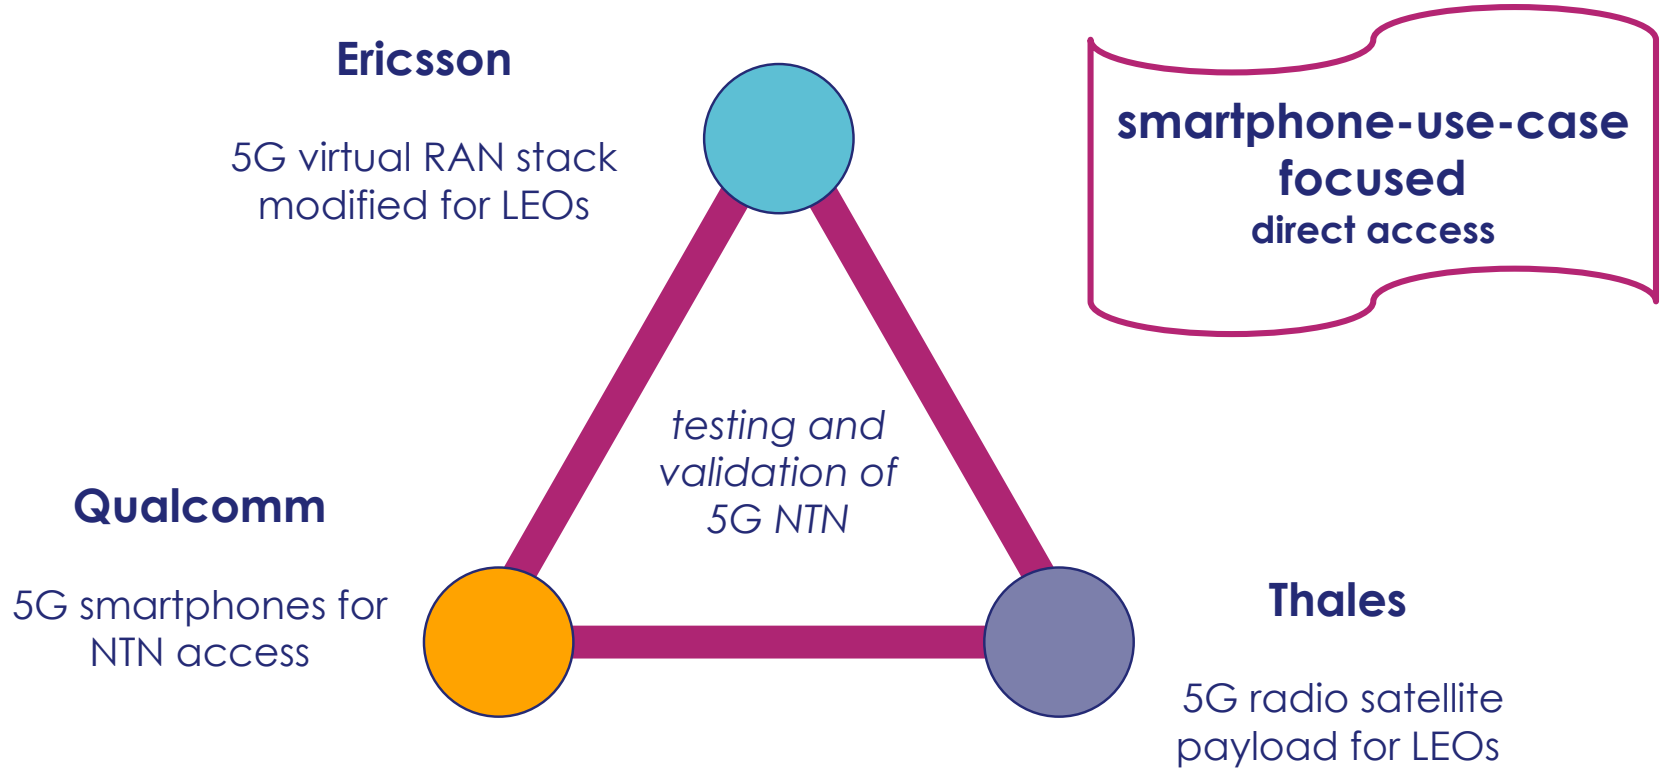 Ericsson
5G virtual RAN stack
modified for LEOs
smartphone-use-case
focused
direct access
testing and
validation of
5G NTN
Qualcomm
5G smartphones for
NTN access
Thales
5G radio satellite
payload for LEOs